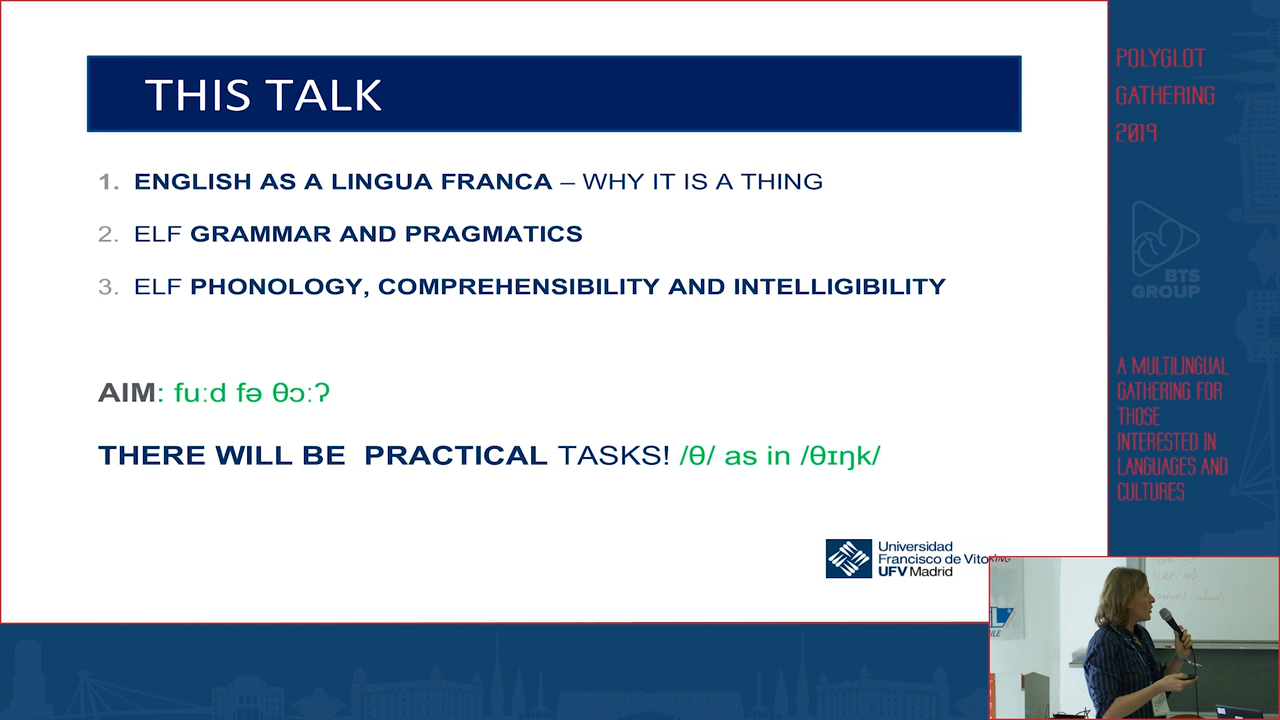 THIS TALK
1. ENGLISH AS A LINGUA FRANCA – WHY IT IS A THING
2. ELF GRAMMAR AND PRAGMATICS
3. ELF PHONOLOGY, COMPREHENSIBILITY AND INTELLIGIBILITY
AIM: fuːd fə θɔːʔ
THERE WILL BE PRACTICAL TASKS! /θ/ as in /θɪŋk/
Universidad
Francisco de Vito
UFV Madrid
POLYGLOT
GATHERING
2019
BTS
GROUP
A MULTILINGUAL
GATHERING FOR
THOSE
INTERESTED IN
LANGUAGES AND
CULTURES